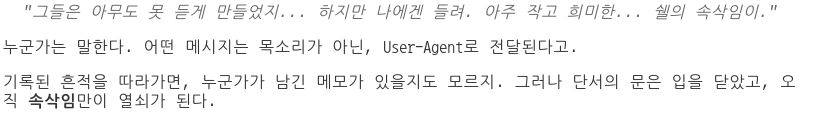 "그들은 아무도 못 듣게 만들었지... 하지만 나에겐 들려. 아주 작고 희미한... 쉘의 속삭임이."
누군가는 말한다. 어떤 메시지는 목소리가 아닌, User-Agent로 전달된다고.
기록된 흔적을 따라가면, 누군가가 남긴 메모가 있을지도 모르지. 그러나 단서의 문은 입을 닫았고, 오
직 속삭임만이 열쇠가 된다.